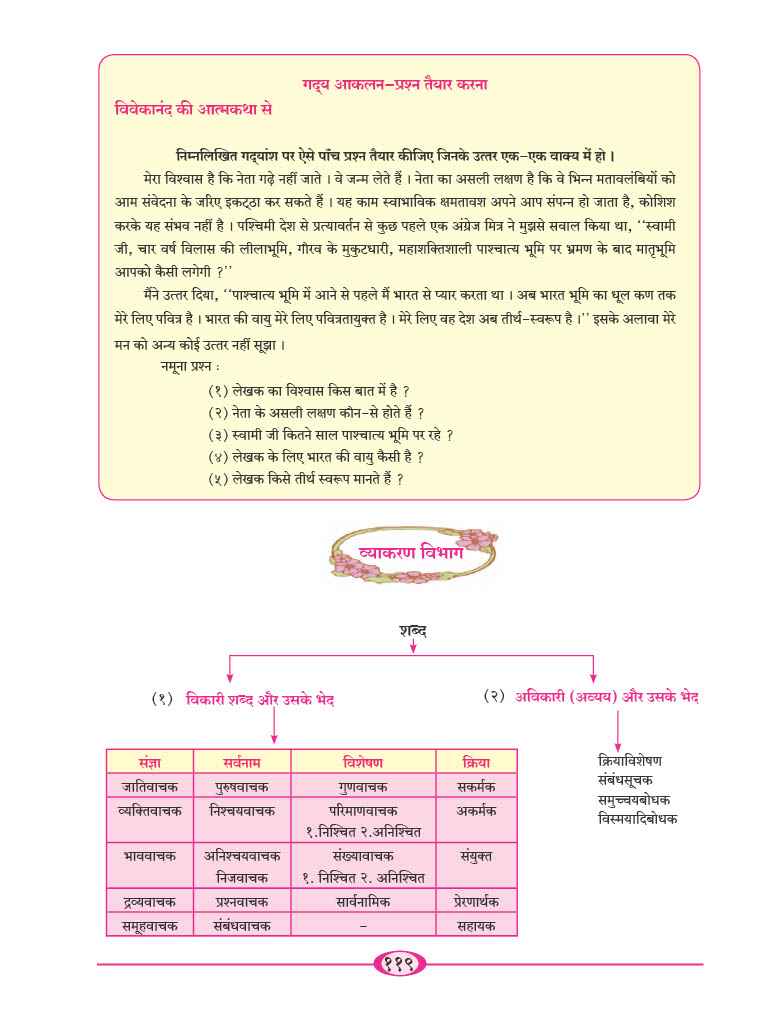 गद्य आकलन-प्रश्न तैयार करना
विवेकानंद की आत्मकथा से
निम्नलिखित गद्यांश पर ऐसे पाँच प्रश्न तैयार कीजिए जिनके उत्तर एक-एक वाक्य में हो ।
मेरा विश्वास है कि नेता गढ़े नहीं जाते । वे जन्म लेते हैं । नेता का असली लक्षण है कि वे भिन्न मतावलंबियों को
आम संवेदना के जरिए इकट्ठा कर सकते हैं । यह काम स्वाभाविक क्षमतावश अपने आप संपन्न हो जाता है, कोशिश
करके यह संभव नहीं है । पश्चिमी देश से प्रत्यावर्तन से कुछ पहले एक अंग्रेज मित्र ने मुझसे सवाल किया था, ‘‘स्वामी
जी, चार वर्ष विलास की लीलाभूमि, गौरव के मुकुटधारी, महाशक्तिशाली पाश्चात्य भूमि पर भ्रमण के बाद मातृभूमि
आपको कैसी लगेगी ?’’
मैंने उत्तर दिया, ‘‘पाश्चात्य भूमि में आने से पहले मैं भारत से प्यार करता था । अब भारत भूमि का धूल कण तक
मेरे लिए पवित्र है । भारत की वायु मेरे लिए पवित्रतायुक्त है । मेरे लिए वह देश अब तीर्थ-स्वरूप है ।’’ इसके अलावा मेरे
मन को अन्य कोई उत्तर नहीं सूझा ।
नमूना प्रश्न :
(१) लेखक का विश्वास किस बात में है ?
(२) नेता के असली लक्षण कौन-से होते हैं ?
(३) स्वामी जी कितने साल पाश्चात्य भूमि पर रहे ?
(४) लेखक के लिए भारत की वायु कैसी है ?
(५) लेखक किसे तीर्थ स्वरूप मानते हैं ?
व्याकरण विभाग
शब्द
(१) विकारी शब्द और उसके भेद (२) अविकारी (अव्यय) और उसके भेद
संज्ञा सर्वनाम विशेषण क्रिया
जातिवाचक पुरुषवाचक गुणवाचक सकर्मक
व्यक्तिवाचक निश्चयवाचक परिमाणवाचक अकर्मक
१.निश्चित २.अनिश्चित
भाववाचक अनिश्चयवाचक संख्यावाचक संयुक्त
निजवाचक १. निश्चित २. अनिश्चित
द्रव्यवाचक प्रश्नवाचक सार्वनामिक प्रेरणार्थक
समूहवाचक संबंधवाचक - सहायक
क्रियाविशेषण
संबंधसूचक
समुच्चयबोधक
विस्मयादिबोधक
११९